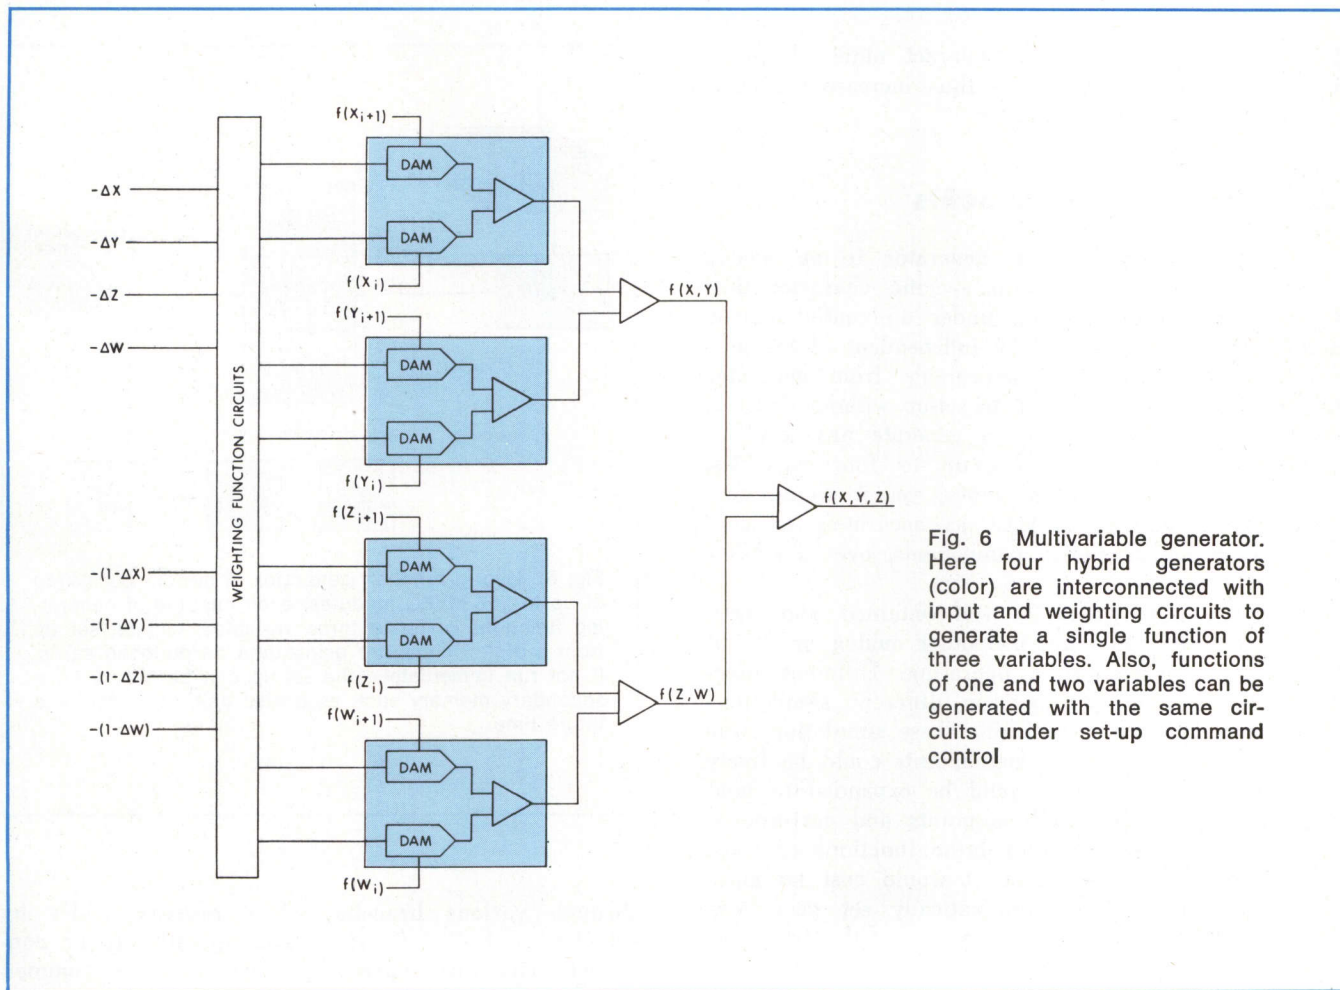 f(Xi+1)
DAM
-ΔX
DAM
-ΔY
f(Xi)
-ΔZ
f(X,Y)
f(Yi+1)
-ΔW
DAM
WEIGHTING FUNCTION CIRCUITS
DAM
f(Yi)
f(X,Y,Z)
f(Zi+1)
DAM
-(1-ΔX)
-(1-ΔY)
DAM
-(1-ΔZ)
f(Zi)
f(Z,W)
f(Wi+1)
-(1-ΔW)
DAM
DAM
f(Wi)
Fig. 6 Multivariable generator.
Here four hybrid generators
(color) are interconnected with
input and weighting circuits to
generate a single function of
three variables. Also, functions
of one and two variables can be
generated with the same cir-
cuits under set-up command
control